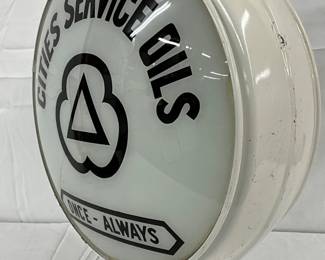 CITIES SERVICE OILS
ONCE - ALWAYS